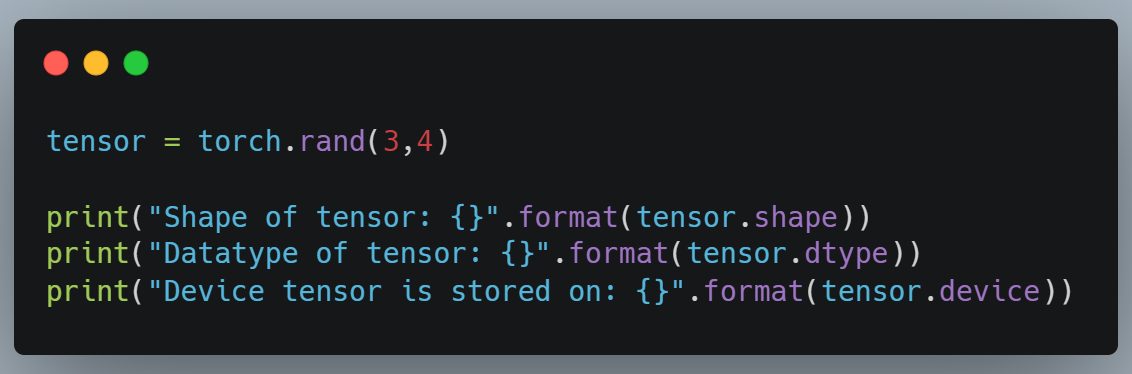 tensor = torch.rand(3,4)
print("Shape of tensor: {}".format(tensor.shape))
print("Datatype of tensor: {}".format(tensor.dtype))
print("Device tensor is stored on: {}".format(tensor.device))